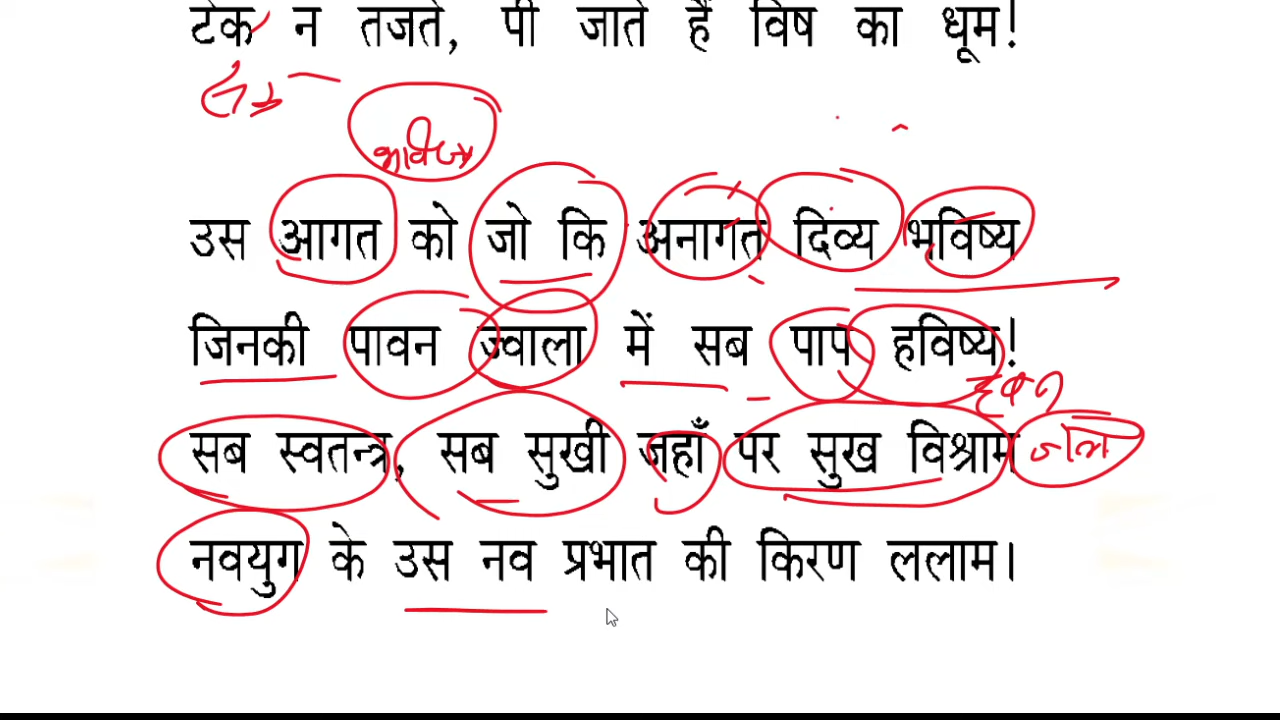 टेक न तजते, पी जाते हैं विष का धूम!
उस आगत को जो कि अनागत दिव्य भविष्य
जिनकी पावन ज्वाला में सब पाप हविष्य!
हवन
सब स्वतन्त्र, सब सुखी जहाँ पर सुख विश्राम
नवयुग के उस नव प्रभात की किरण ललाम।